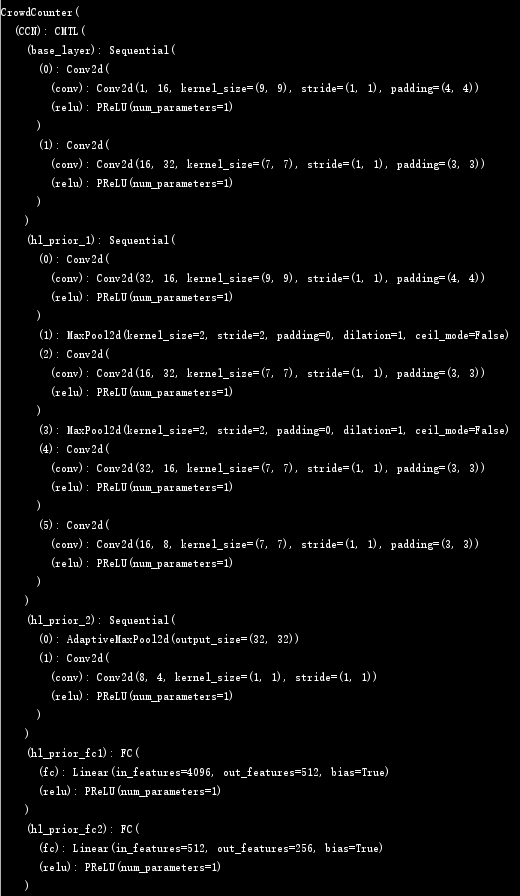 CrowdCounter(
(CCN): CMTL(
(base_layer): Sequential(
(0): Conv2d(
(conv): Conv2d(1, 16, kernel_size=(9, 9), stride=(1, 1), padding=(4, 4))
(relu): PReLU(num_parameters=1)
)
(1): Conv2d(
(conv): Conv2d(16, 32, kernel_size=(7, 7), stride=(1, 1), padding=(3, 3))
(relu): PReLU(num_parameters=1)
)
)
(hl_prior_1): Sequential(
(0): Conv2d(
(conv): Conv2d(32, 16, kernel_size=(9, 9), stride=(1, 1), padding=(4, 4))
(relu): PReLU(num_parameters=1)
)
(1): MaxPool2d(kernel_size=2, stride=2, padding=0, dilation=1, ceil_mode=False)
(2): Conv2d(
(conv): Conv2d(16, 32, kernel_size=(7, 7), stride=(1, 1), padding=(3, 3))
(relu): PReLU(num_parameters=1)
)
(3): MaxPool2d(kernel_size=2, stride=2, padding=0, dilation=1, ceil_mode=False)
(4): Conv2d(
(conv): Conv2d(32, 16, kernel_size=(7, 7), stride=(1, 1), padding=(3, 3))
(relu): PReLU(num_parameters=1)
)
(5): Conv2d(
(conv): Conv2d(16, 8, kernel_size=(7, 7), stride=(1, 1), padding=(3, 3))
(relu): PReLU(num_parameters=1)
)
)
(hl_prior_2): Sequential(
(0): AdaptiveMaxPool2d(output_size=(32, 32))
(1): Conv2d(
(conv): Conv2d(8, 4, kernel_size=(1, 1), stride=(1, 1))
(relu): PReLU(num_parameters=1)
)
)
(hl_prior_fc1): FC(
(fc): Linear(in_features=4096, out_features=512, bias=True)
(relu): PReLU(num_parameters=1)
)
(hl_prior_fc2): FC(
(fc): Linear(in_features=512, out_features=256, bias=True)
(relu): PReLU(num_parameters=1)
)